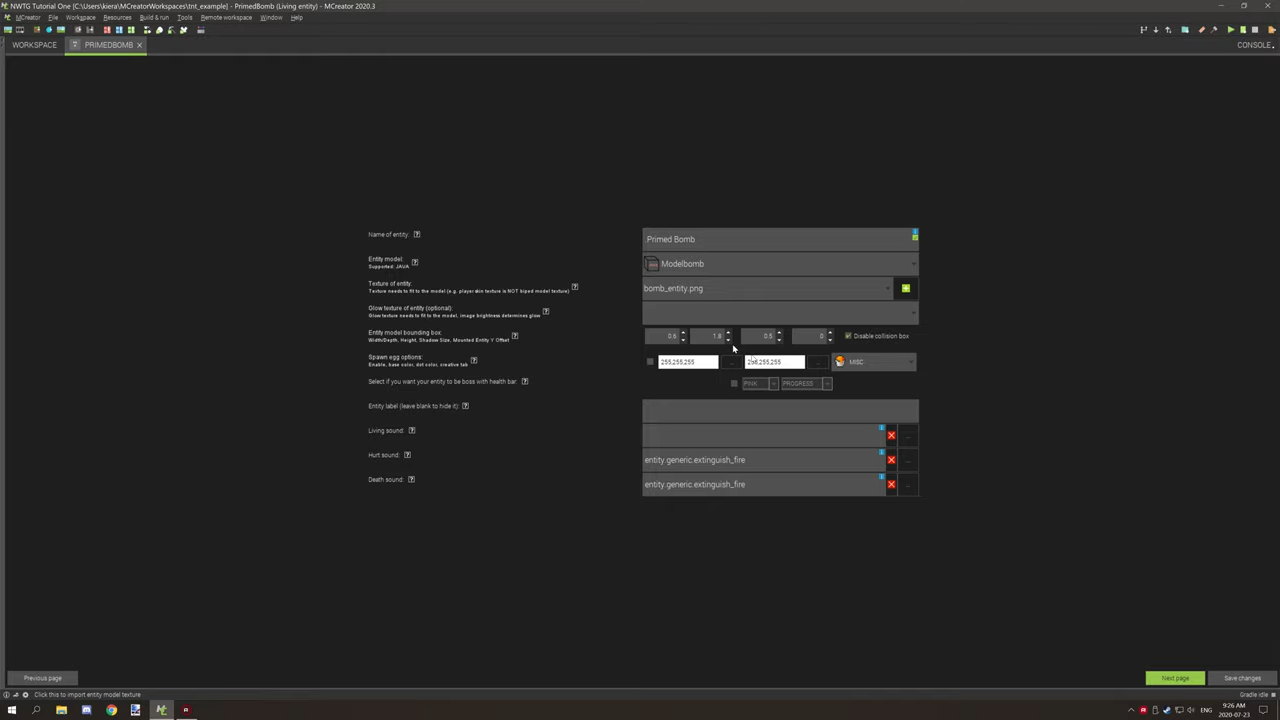 NWTG Tutorial One [C:\Users\kiera\MCreatorWorkspaces\tnt_example] - PrimedBomb (Living entity) - MCreator 2020.3
MCreator File Workspace Resources Build & run Tools Remote workspace Window Help
WORKSPACE PRIMEDBOMB CONSOLE
Name of entity: Primed Bomb
Entity model: Modelbomb
Supported: JAVA
Texture of entity: bomb_entity.png
Texture needs to fit to the model (e.g. player skin texture is NOT biped model texture)
Glow texture of entity (optional):
Glow texture needs to fit to the model, image brightness determines glow
Entity model bounding box: 1.8 0.5 0 Disable collision box
Width/Depth, Height, Shadow Size, Mounted Entity Y Offset
Spawn egg options: 255,255,255 255,255,255 MISC
Enable, base color, dot color, creative tab
Select if you want your entity to be boss with health bar: PINK PROGRESS
Entity label (leave blank to hide it):
Living sound:
Hurt sound: entity.generic.extinguish_fire
Death sound: entity.generic.extinguish_fire
Previous page Next page Save changes
Click this to import entity model texture Gradle idle
ENG 9:26 AM
2020-07-23